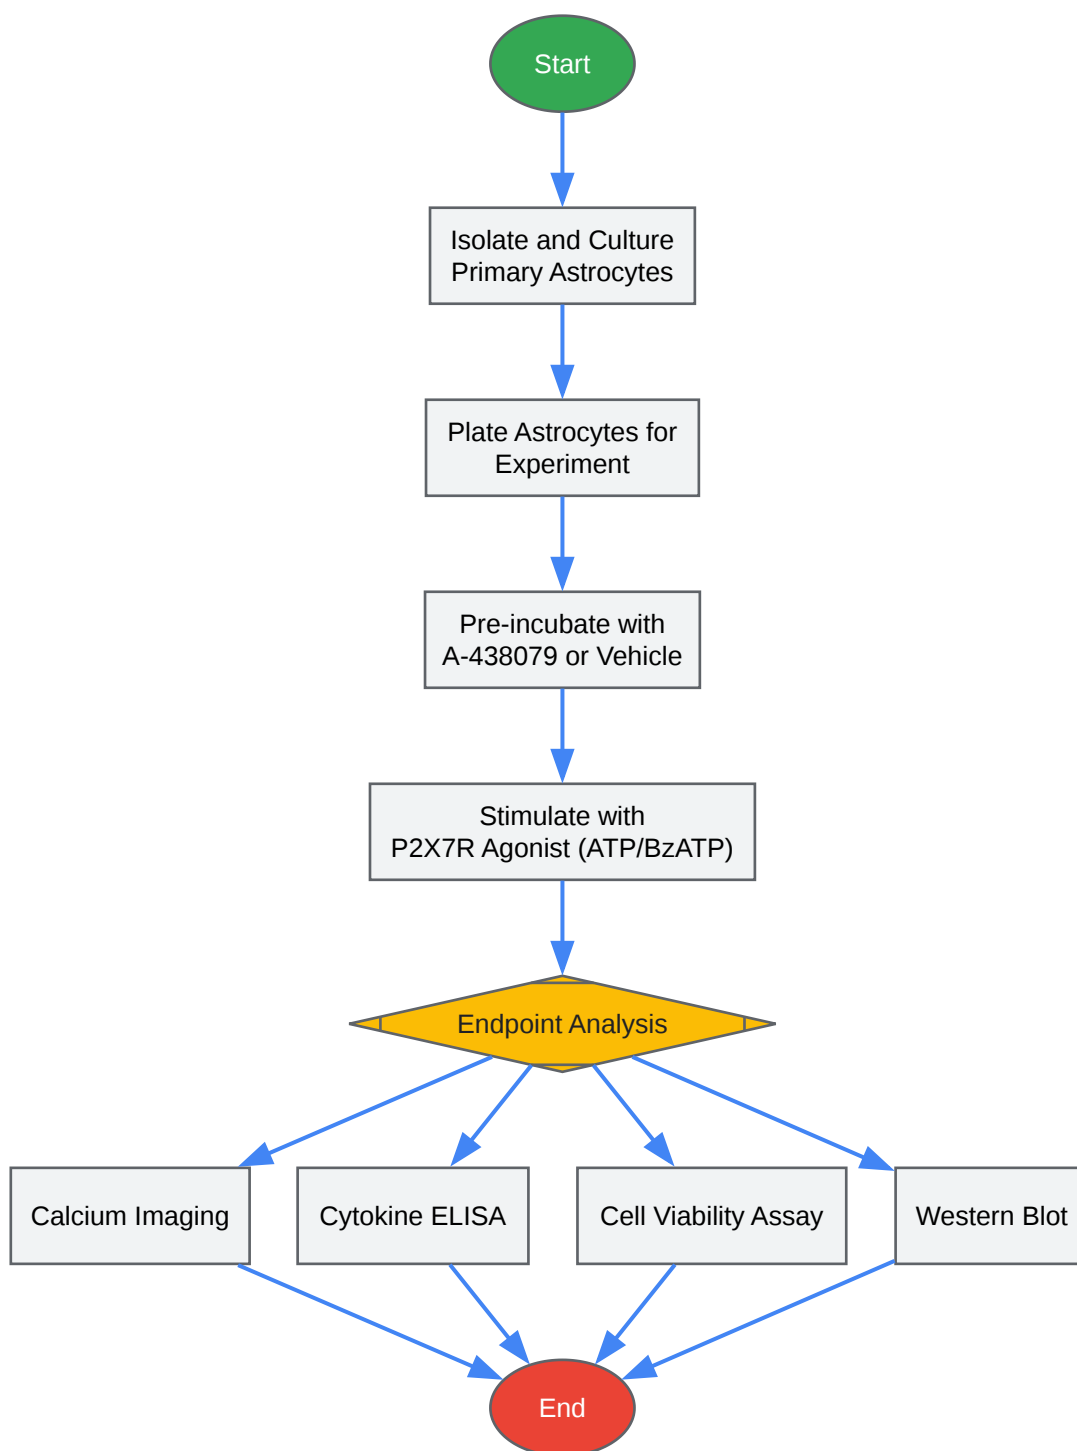 Start
Isolate and Culture
Primary Astrocytes
Plate Astrocytes for
Experiment
Pre-incubate with
A-438079 or Vehicle
Stimulate with
P2X7R Agonist (ATP/BzATP)
Endpoint Analysis
Calcium Imaging
Cytokine ELISA
Cell Viability Assay
Western Blot
End